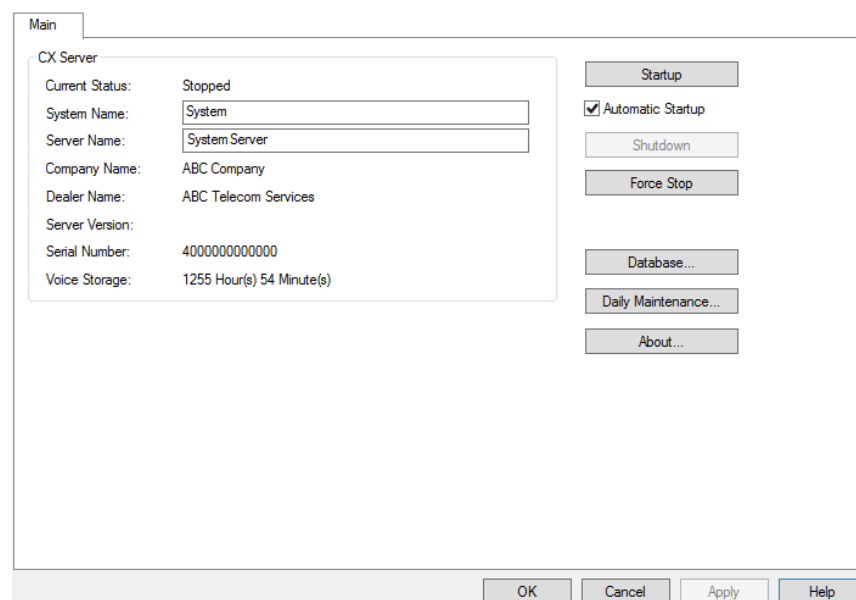 Main
CX Server
Current Status: Stopped
System Name: System
Server Name: System Server
Company Name: ABC Company
Dealer Name: ABC Telecom Services
Server Version:
Serial Number: 4000000000000
Voice Storage: 1255 Hour(s) 54 Minute(s)
Startup
Automatic Startup
Shutdown
Force Stop
Database...
Daily Maintenance...
About...
OK Cancel Apply Help